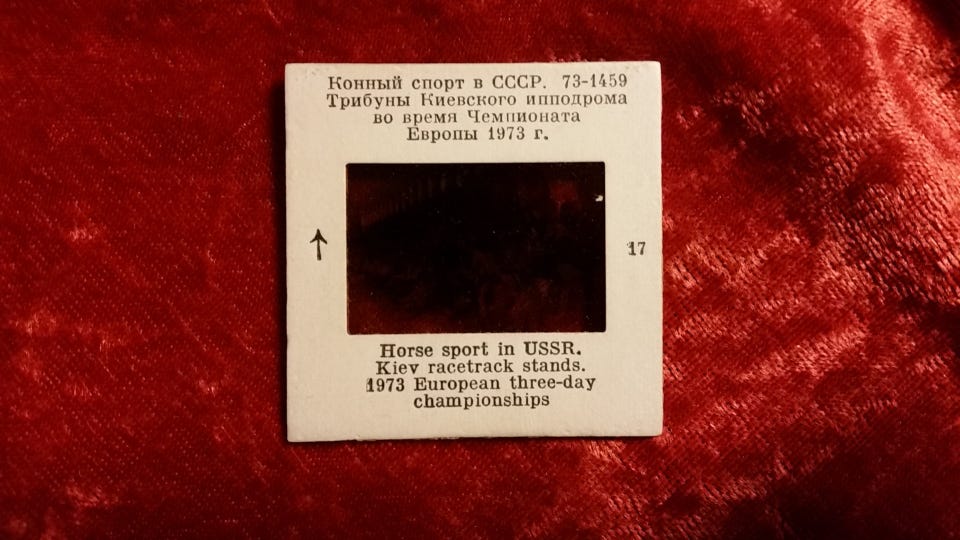 Конный спорт в СССР. 73-1459
Трибуны Киевского ипподрома
во время Чемпионата
Европы 1973 г.
17
Horse sport in USSR.
Kiev racetrack stands.
1973 European three-day
championships